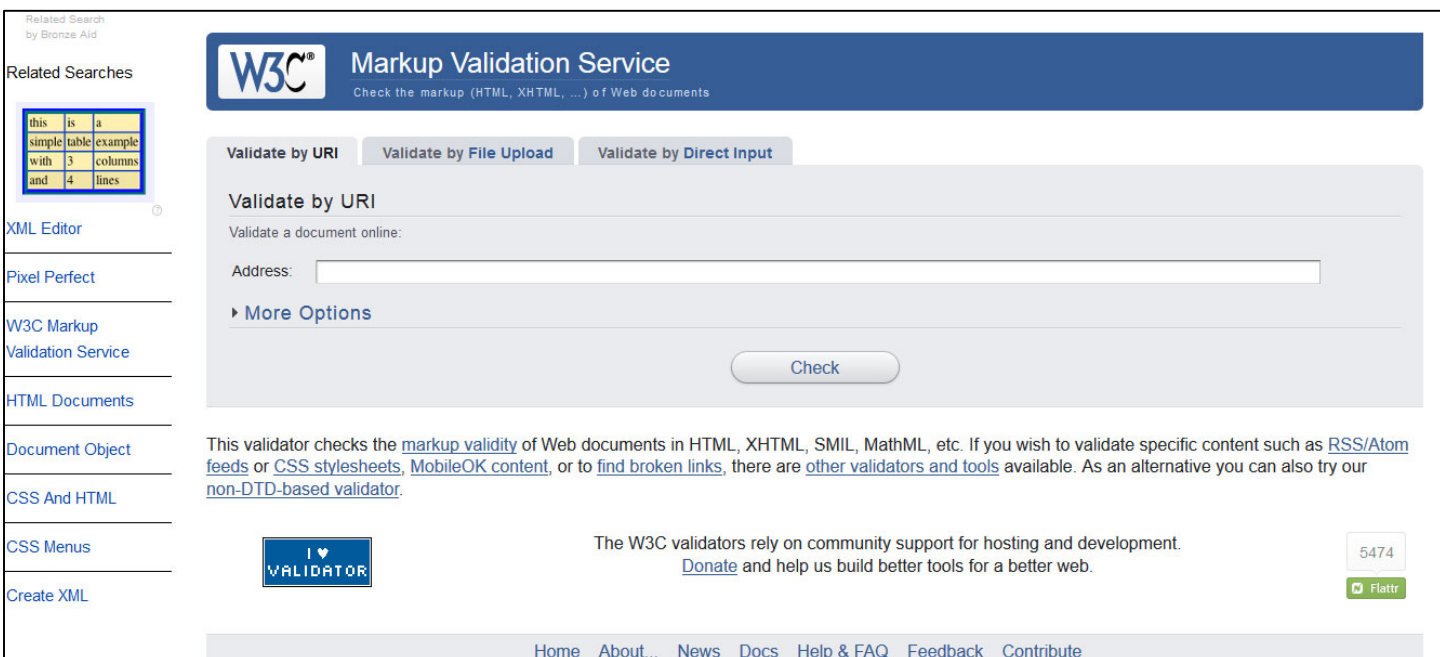 Related Search
by Bronze Aid
Related Searches
this is a
simple table example
with 3 columns
and 4 lines
XML Editor
Pixel Perfect
W3C Markup
Validation Service
HTML Documents
Document Object
CSS And HTML
CSS Menus
Create XML
W3C®
Markup Validation Service
Check the markup (HTML, XHTML, ...) of Web documents
Validate by URI Validate by File Upload Validate by Direct Input
Validate by URI
Validate a document online:
Address:
More Options
Check
This validator checks the markup validity of Web documents in HTML, XHTML, SMIL, MathML, etc. If you wish to validate specific content such as RSS/Atom
feeds or CSS stylesheets, MobileOK content, or to find broken links, there are other validators and tools available. As an alternative you can also try our
non-DTD-based validator.
I ♥
VALIDATOR
The W3C validators rely on community support for hosting and development.
Donate and help us build better tools for a better web.
5474
Flattr
Home About... News Docs Help & FAQ Feedback Contribute